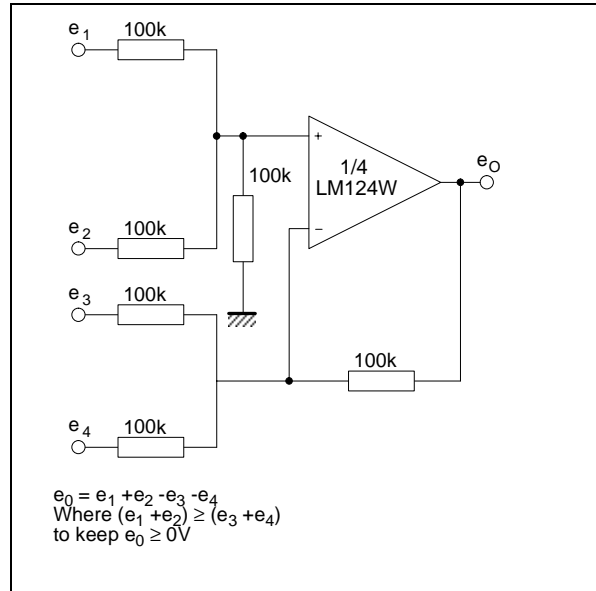 e1 100k
100k
1/4
LM124W
eO
e2 100k
e3 100k
100k
e4 100k
e0 = e1 +e2 -e3 -e4
Where (e1 +e2) ≥ (e3 +e4)
to keep e0 ≥ 0V
+
-